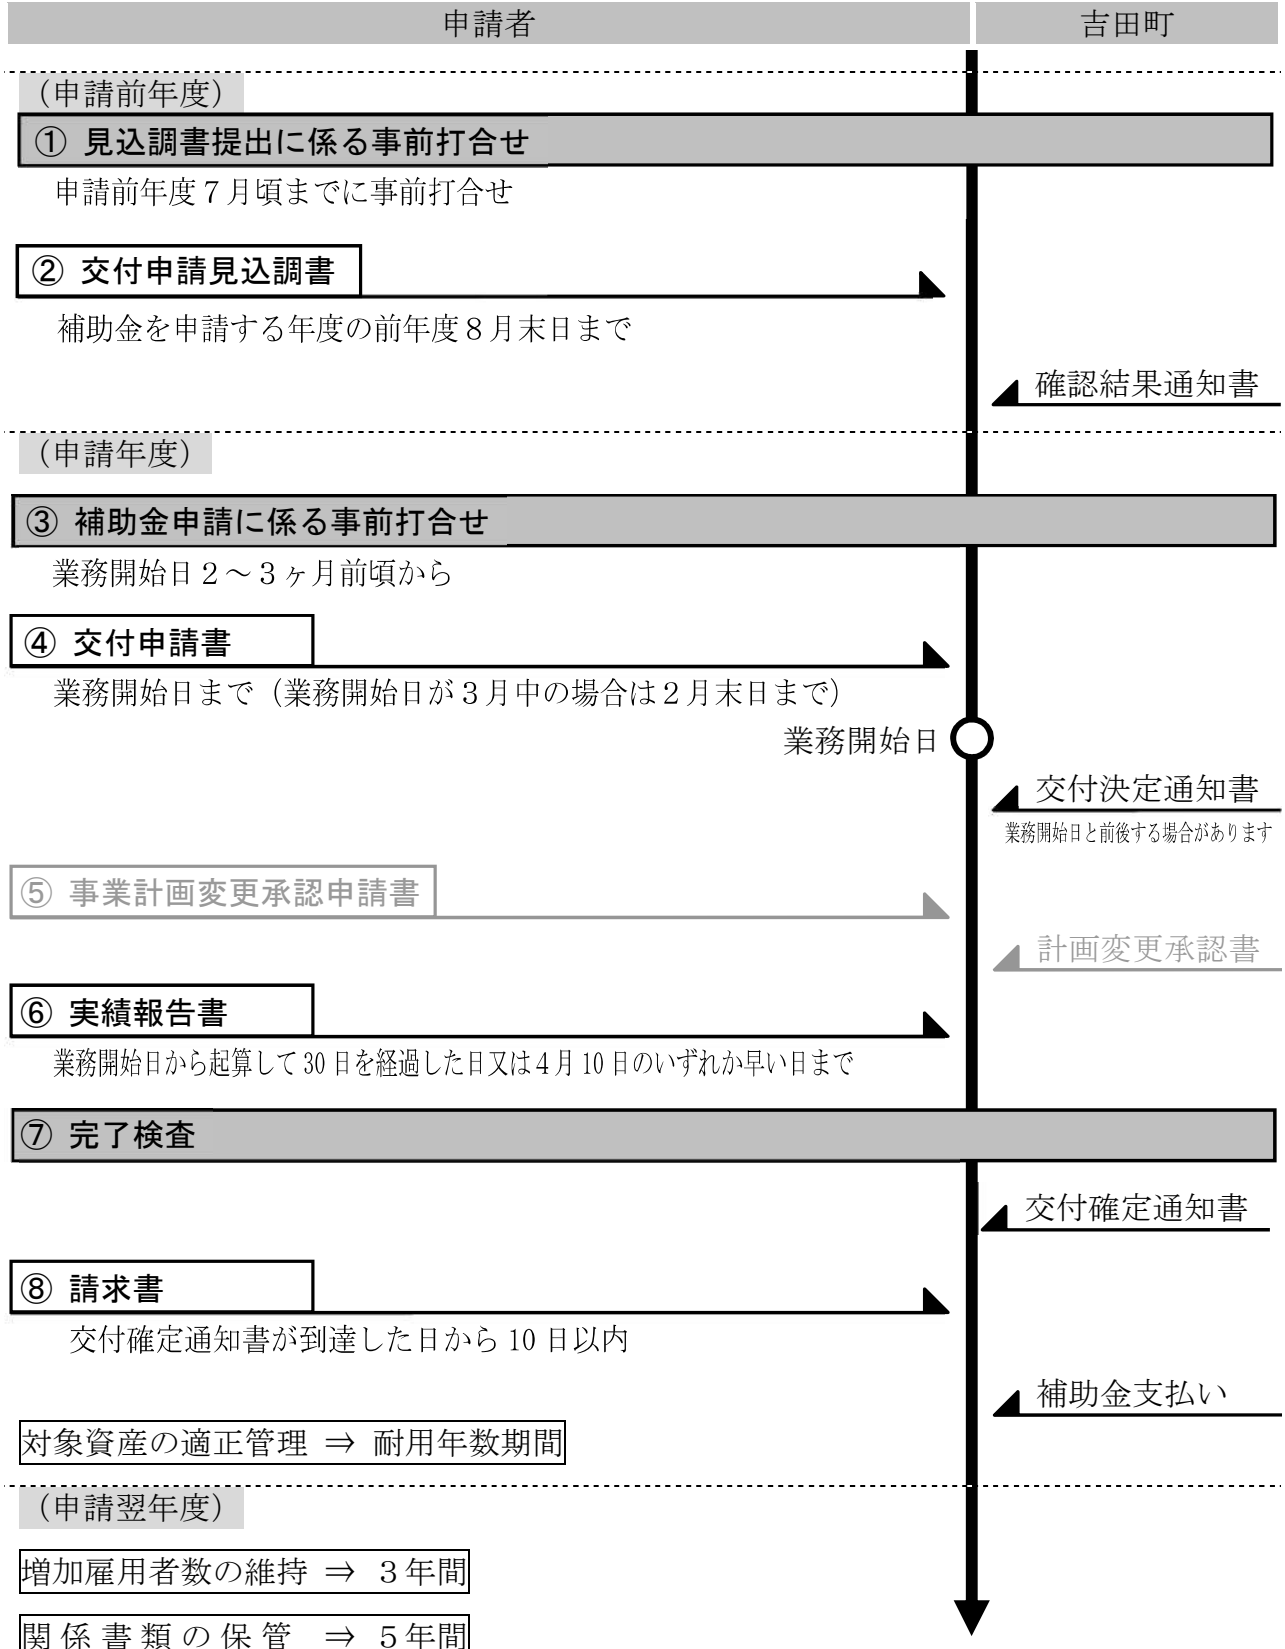 申請者
吉田町
（申請前年度）
① 見込調書提出に係る事前打合せ
申請前年度７月頃までに事前打合せ
② 交付申請見込調書
補助金を申請する年度の前年度８月末日まで
確認結果通知書
（申請年度）
③ 補助金申請に係る事前打合せ
業務開始日２～３ヶ月前頃から
④ 交付申請書
業務開始日まで（業務開始日が３月中の場合は２月末日まで）
業務開始日
交付決定通知書
業務開始日と前後する場合があります
⑤ 事業計画変更承認申請書
計画変更承認書
⑥ 実績報告書
業務開始日から起算して 30 日を経過した日又は４月 10 日のいずれか早い日まで
⑦ 完了検査
交付確定通知書
⑧ 請求書
交付確定通知書が到達した日から 10 日以内
補助金支払い
対象資産の適正管理 ⇒ 耐用年数期間
（申請翌年度）
増加雇用者数の維持 ⇒ ３年間
関係書類の保管 ⇒ ５年間